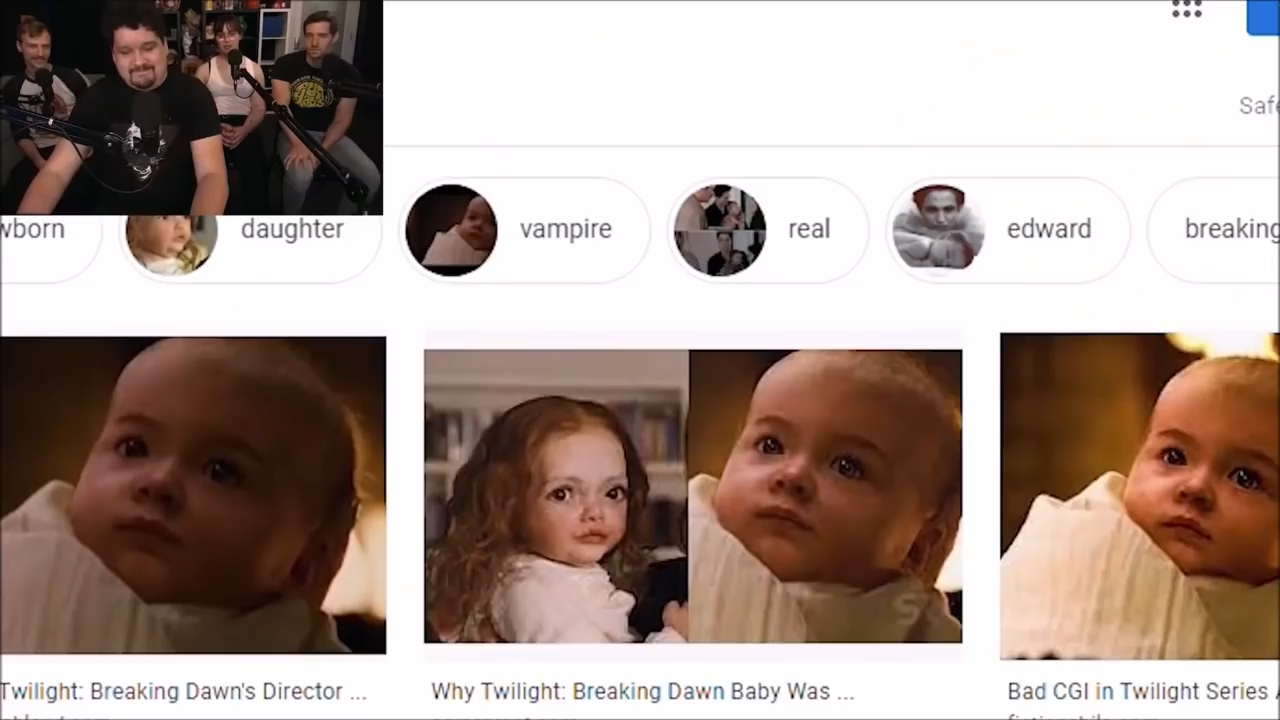 Safe
wborn
daughter
vampire
real
edward
breaking
Twilight: Breaking Dawn's Director ...
Why Twilight: Breaking Dawn Baby Was ...
Bad CGI in Twilight Series